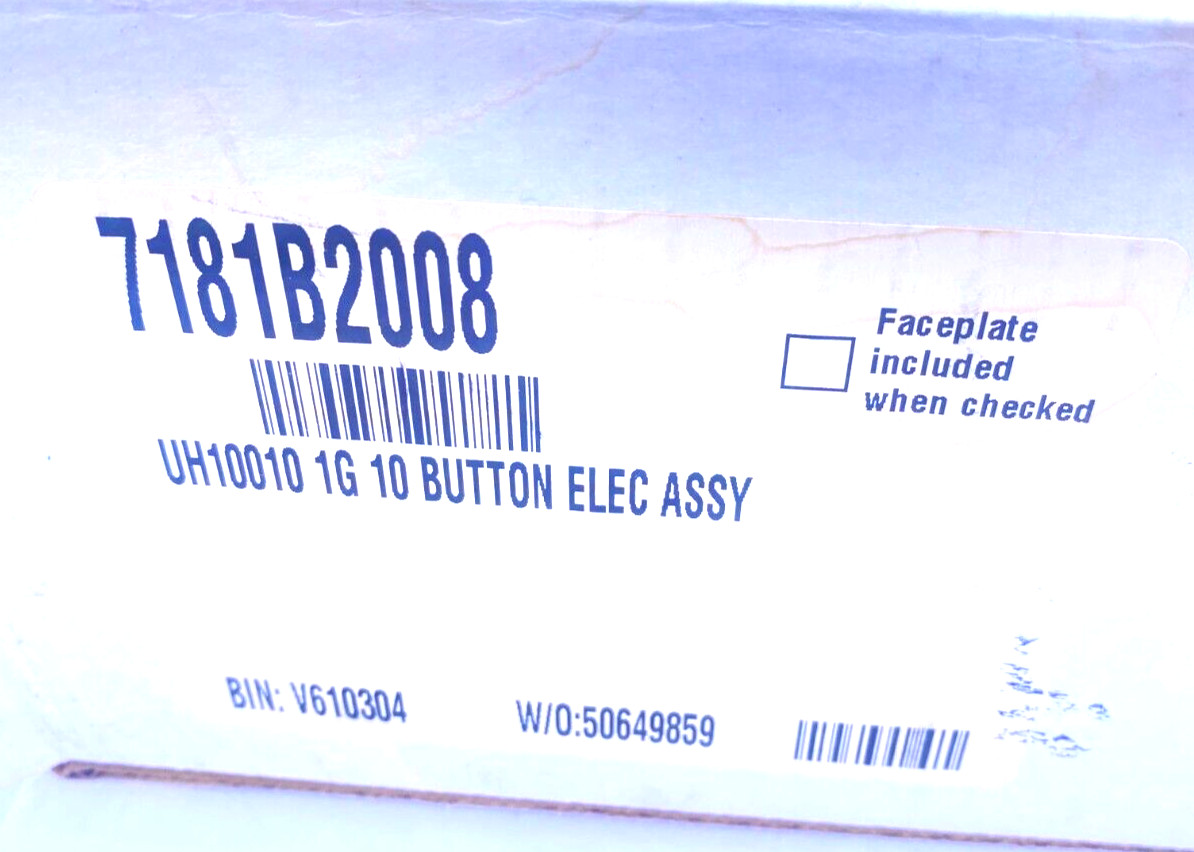 7181B2008
Faceplate
included
when checked
UH10010 1G 10 BUTTON ELEC ASSY
BIN: V610304
W/O:50649859